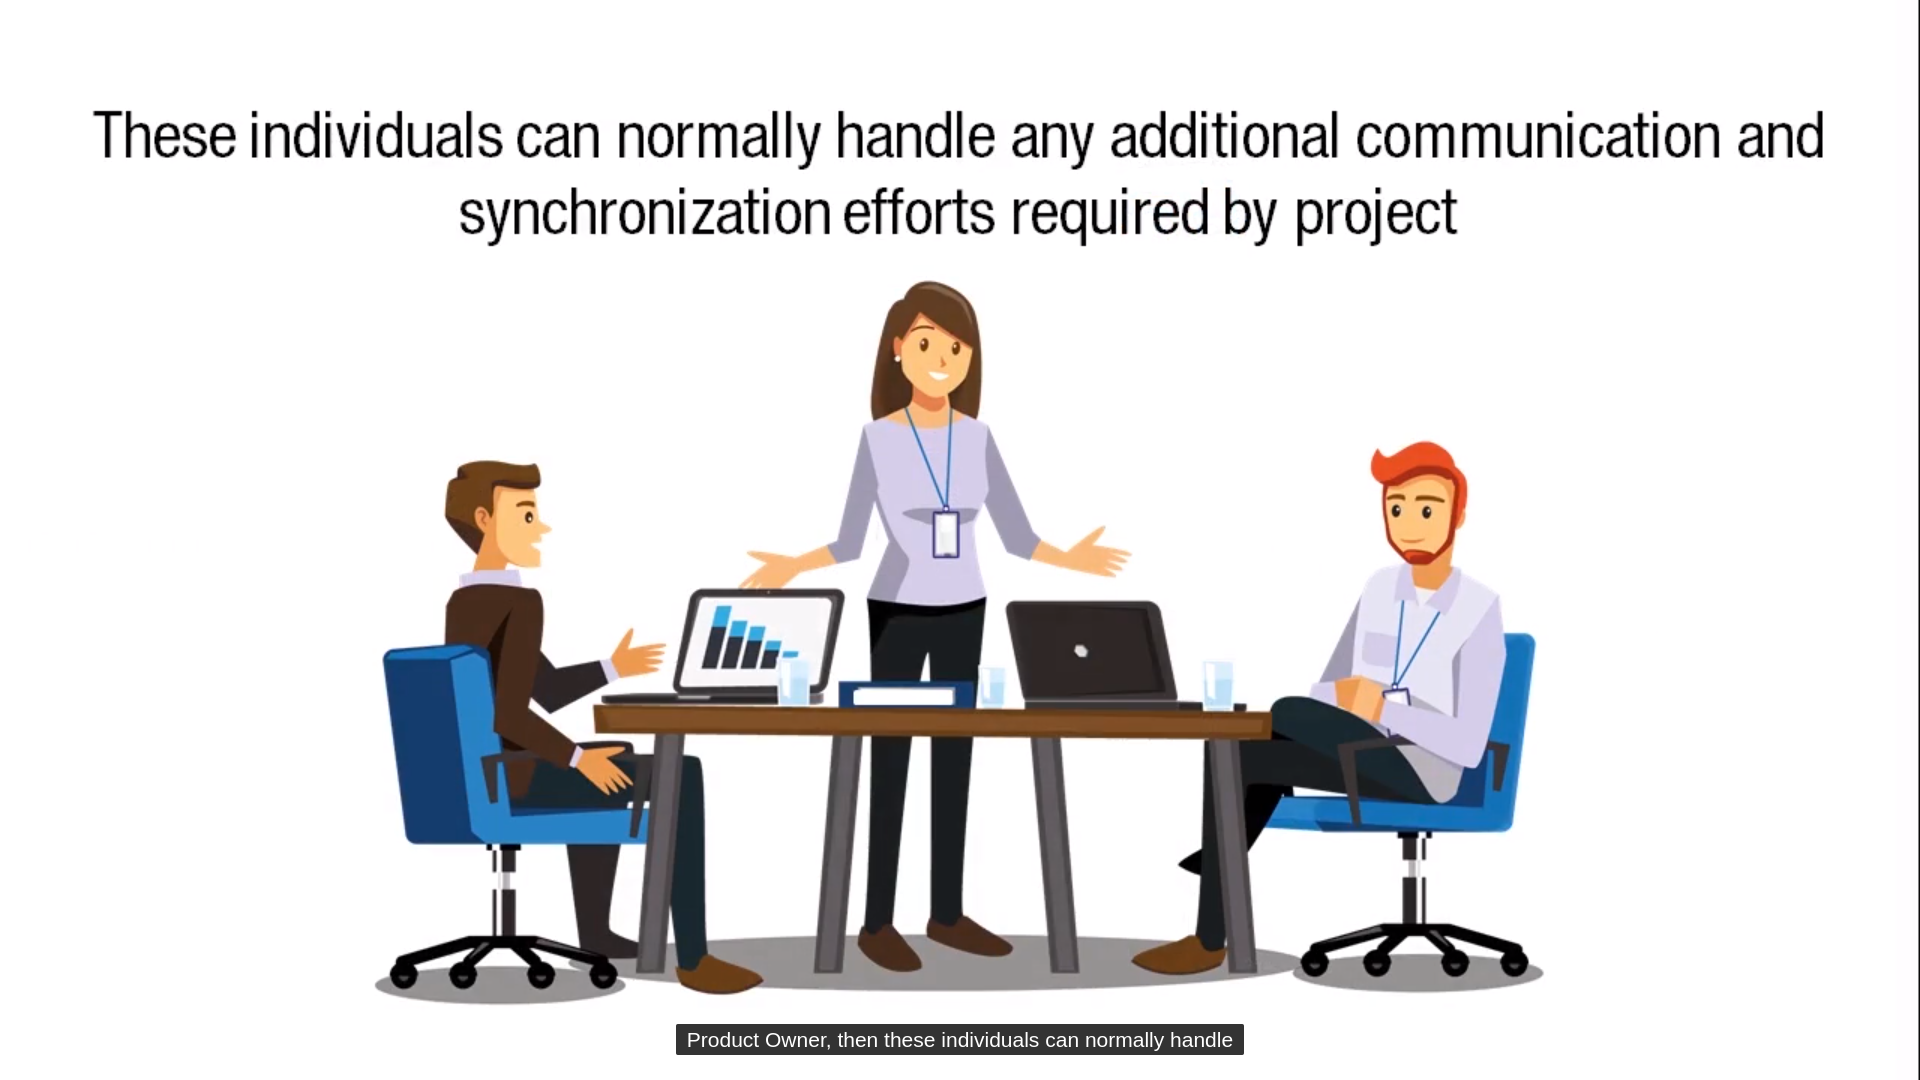 These individuals can normally handle any additional communication and
synchronization efforts required by project
Product Owner, then these individuals can normally handle